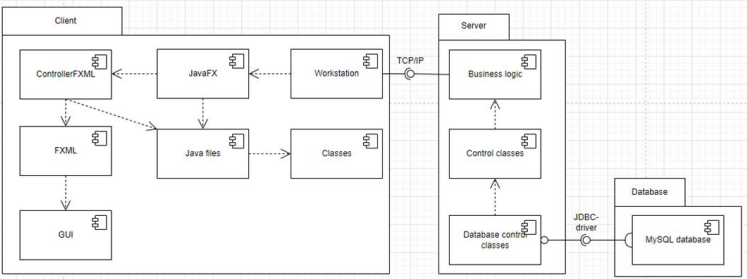 Client
Server
TCP/IP
ControllerFXML
JavaFX
Workstation
Business logic
FXML
Java files
Classes
Control classes
Database
JDBC-
driver
GUI
Database control
classes
MySQL database